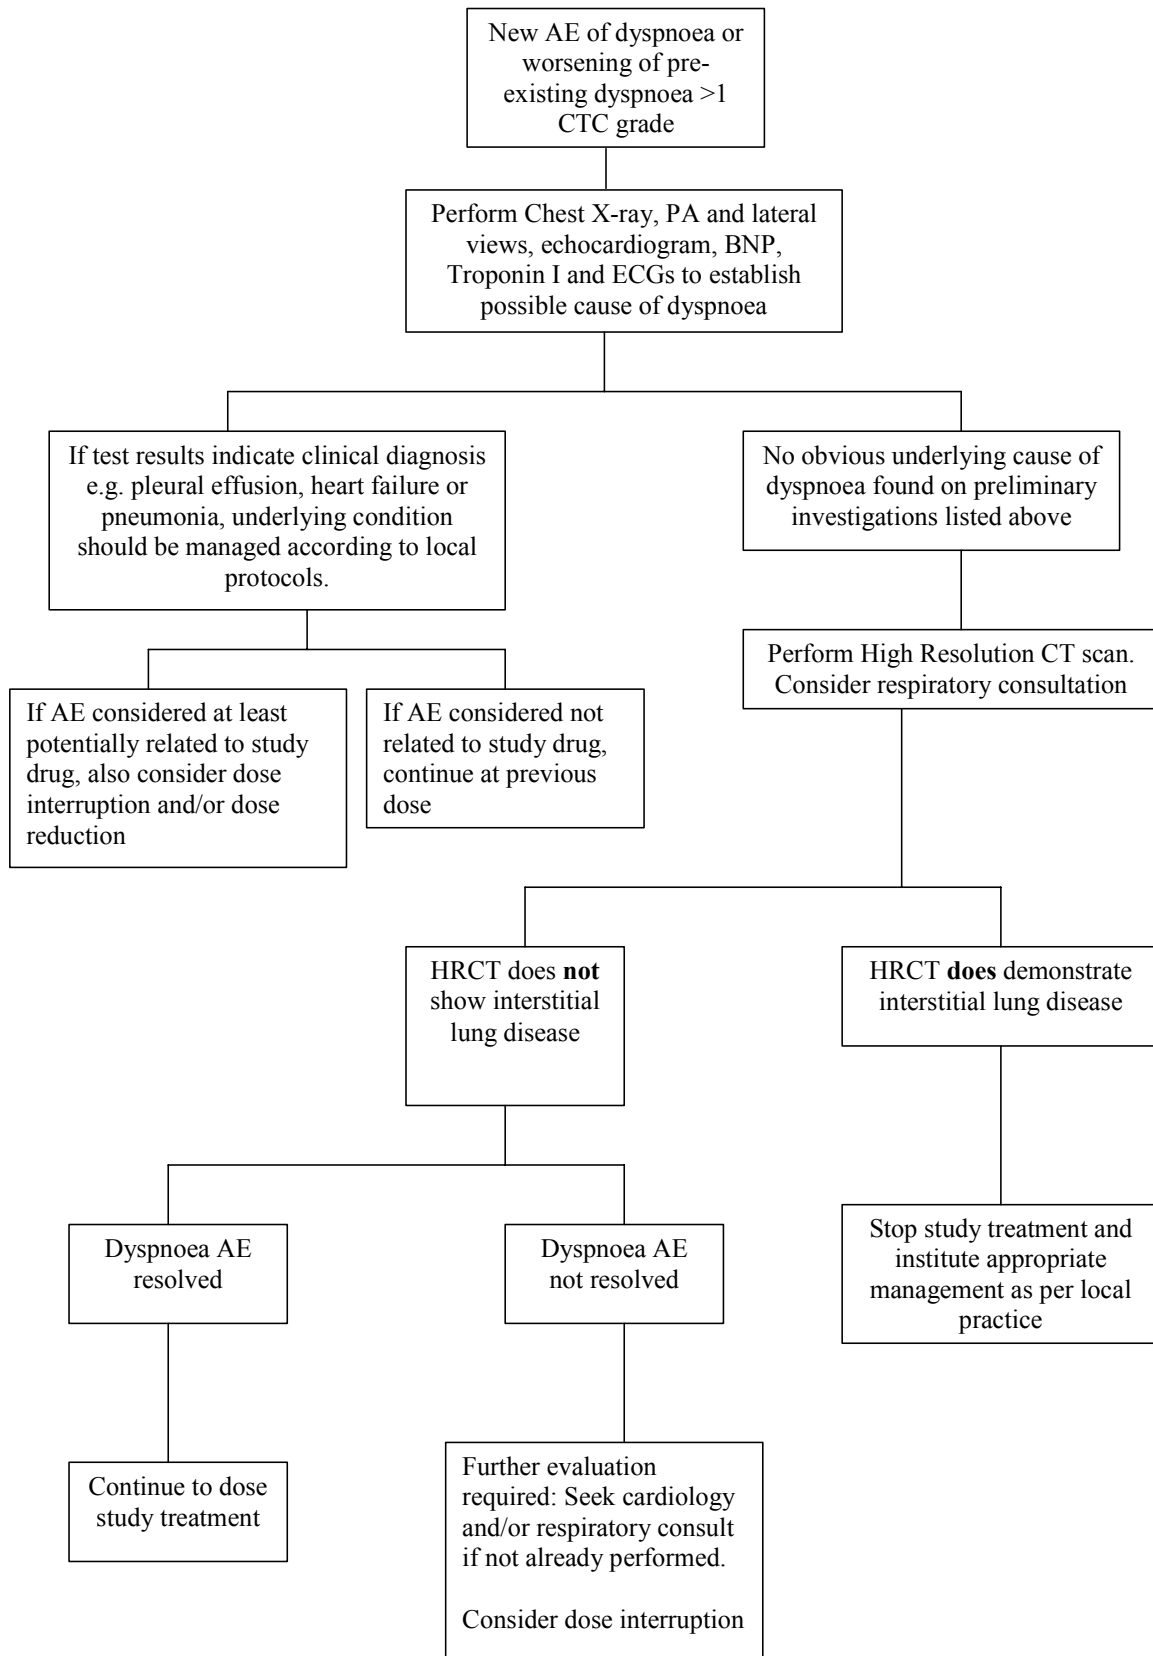 New AE of dyspnoea or
worsening of pre-
existing dyspnoea >1
CTC grade
Perform Chest X-ray, PA and lateral
views, echocardiogram, BNP,
Troponin I and ECGs to establish
possible cause of dyspnoea
If test results indicate clinical diagnosis
e.g. pleural effusion, heart failure or
pneumonia, underlying condition
should be managed according to local
protocols.
No obvious underlying cause of
dyspnoea found on preliminary
investigations listed above
Perform High Resolution CT scan.
Consider respiratory consultation
If AE considered at least
potentially related to study
drug, also consider dose
interruption and/or dose
reduction
If AE considered not
related to study drug,
continue at previous
dose
HRCT does not
show interstitial
lung disease
HRCT does demonstrate
interstitial lung disease
Dyspnoea AE
resolved
Dyspnoea AE
not resolved
Stop study treatment and
institute appropriate
management as per local
practice
Continue to dose
study treatment
Further evaluation
required: Seek cardiology
and/or respiratory consult
if not already performed.
Consider dose interruption